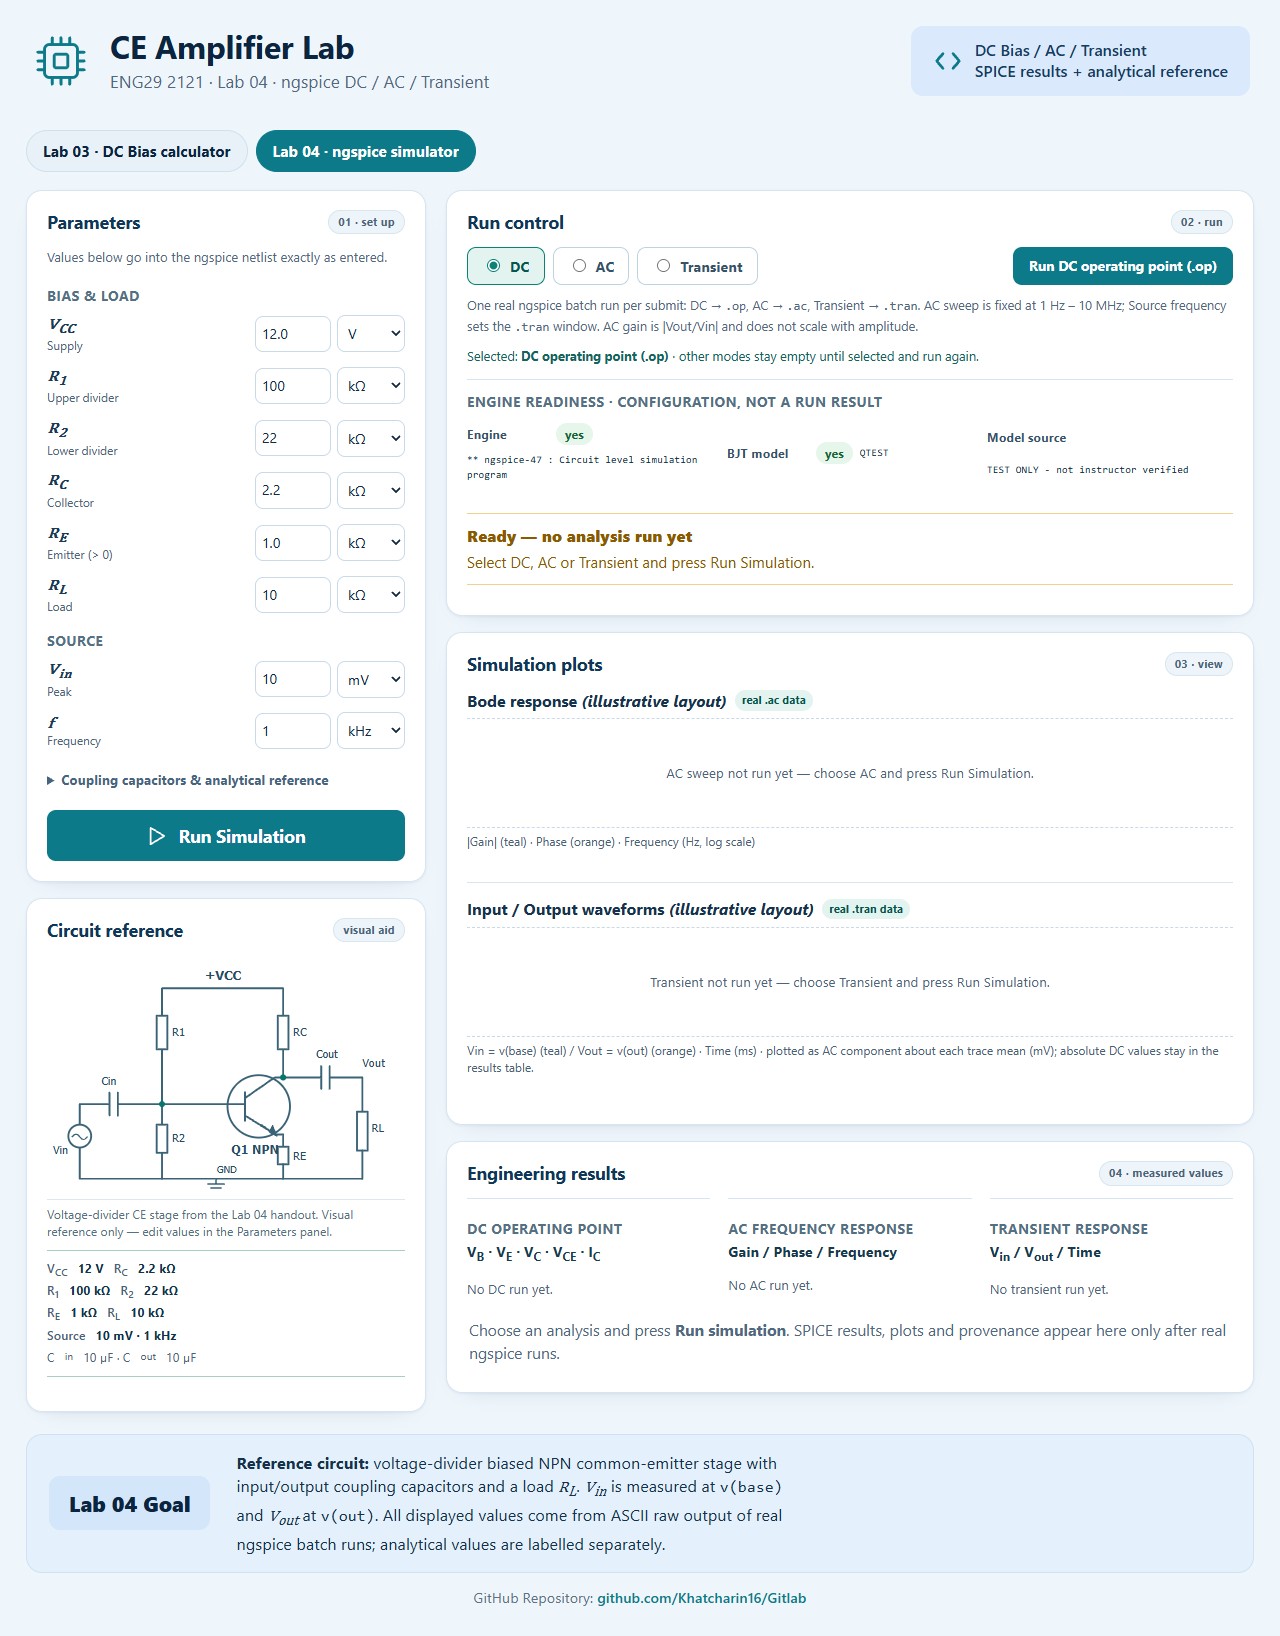 CE Amplifier Lab
ENG29 2121 · Lab 04 · ngspice DC / AC / Transient
DC Bias / AC / Transient
SPICE results + analytical reference
Lab 03 · DC Bias calculator
Lab 04 · ngspice simulator
Parameters
01 · set up
Values below go into the ngspice netlist exactly as entered.
BIAS & LOAD
VCC
Supply
12.0
V
R1
Upper divider
100
kΩ
R2
Lower divider
22
kΩ
RC
Collector
2.2
kΩ
RE
Emitter (> 0)
1.0
kΩ
RL
Load
10
kΩ
SOURCE
Vin
Peak
10
mV
f
Frequency
1
kHz
Coupling capacitors & analytical reference
Run Simulation
Circuit reference
visual aid
+VCC
R1
RC
Cout
Vout
Cin
R2
RL
Vin
Q1 NPN
RE
GND
Voltage-divider CE stage from the Lab 04 handout. Visual
reference only — edit values in the Parameters panel.
VCC 12 V RC 2.2 kΩ
R1 100 kΩ R2 22 kΩ
RE 1 kΩ RL 10 kΩ
Source 10 mV · 1 kHz
C in 10 µF · C out 10 µF
Run control
02 · run
DC
AC
Transient
Run DC operating point (.op)
One real ngspice batch run per submit: DC → .op, AC → .ac, Transient → .tran. AC sweep is fixed at 1 Hz – 10 MHz; Source frequency
sets the .tran window. AC gain is |Vout/Vin| and does not scale with amplitude.
Selected: DC operating point (.op) · other modes stay empty until selected and run again.
ENGINE READINESS · CONFIGURATION, NOT A RUN RESULT
Engine yes
** ngspice-47 : Circuit level simulation
program
BJT model yes QTEST
Model source
TEST ONLY - not instructor verified
Ready — no analysis run yet
Select DC, AC or Transient and press Run Simulation.
Simulation plots
03 · view
Bode response (illustrative layout) real .ac data
AC sweep not run yet — choose AC and press Run Simulation.
|Gain| (teal) · Phase (orange) · Frequency (Hz, log scale)
Input / Output waveforms (illustrative layout) real .tran data
Transient not run yet — choose Transient and press Run Simulation.
Vin = v(base) (teal) / Vout = v(out) (orange) · Time (ms) · plotted as AC component about each trace mean (mV); absolute DC values stay in the
results table.
Engineering results
04 · measured values
DC OPERATING POINT
VB · VE · VC · VCE · IC
No DC run yet.
AC FREQUENCY RESPONSE
Gain / Phase / Frequency
No AC run yet.
TRANSIENT RESPONSE
Vin / Vout / Time
No transient run yet.
Choose an analysis and press Run simulation. SPICE results, plots and provenance appear here only after real
ngspice runs.
Lab 04 Goal
Reference circuit: voltage-divider biased NPN common-emitter stage with
input/output coupling capacitors and a load RL. Vin is measured at v(base)
and Vout at v(out). All displayed values come from ASCII raw output of real
ngspice batch runs; analytical values are labelled separately.
GitHub Repository: github.com/Khatcharin16/Gitlab